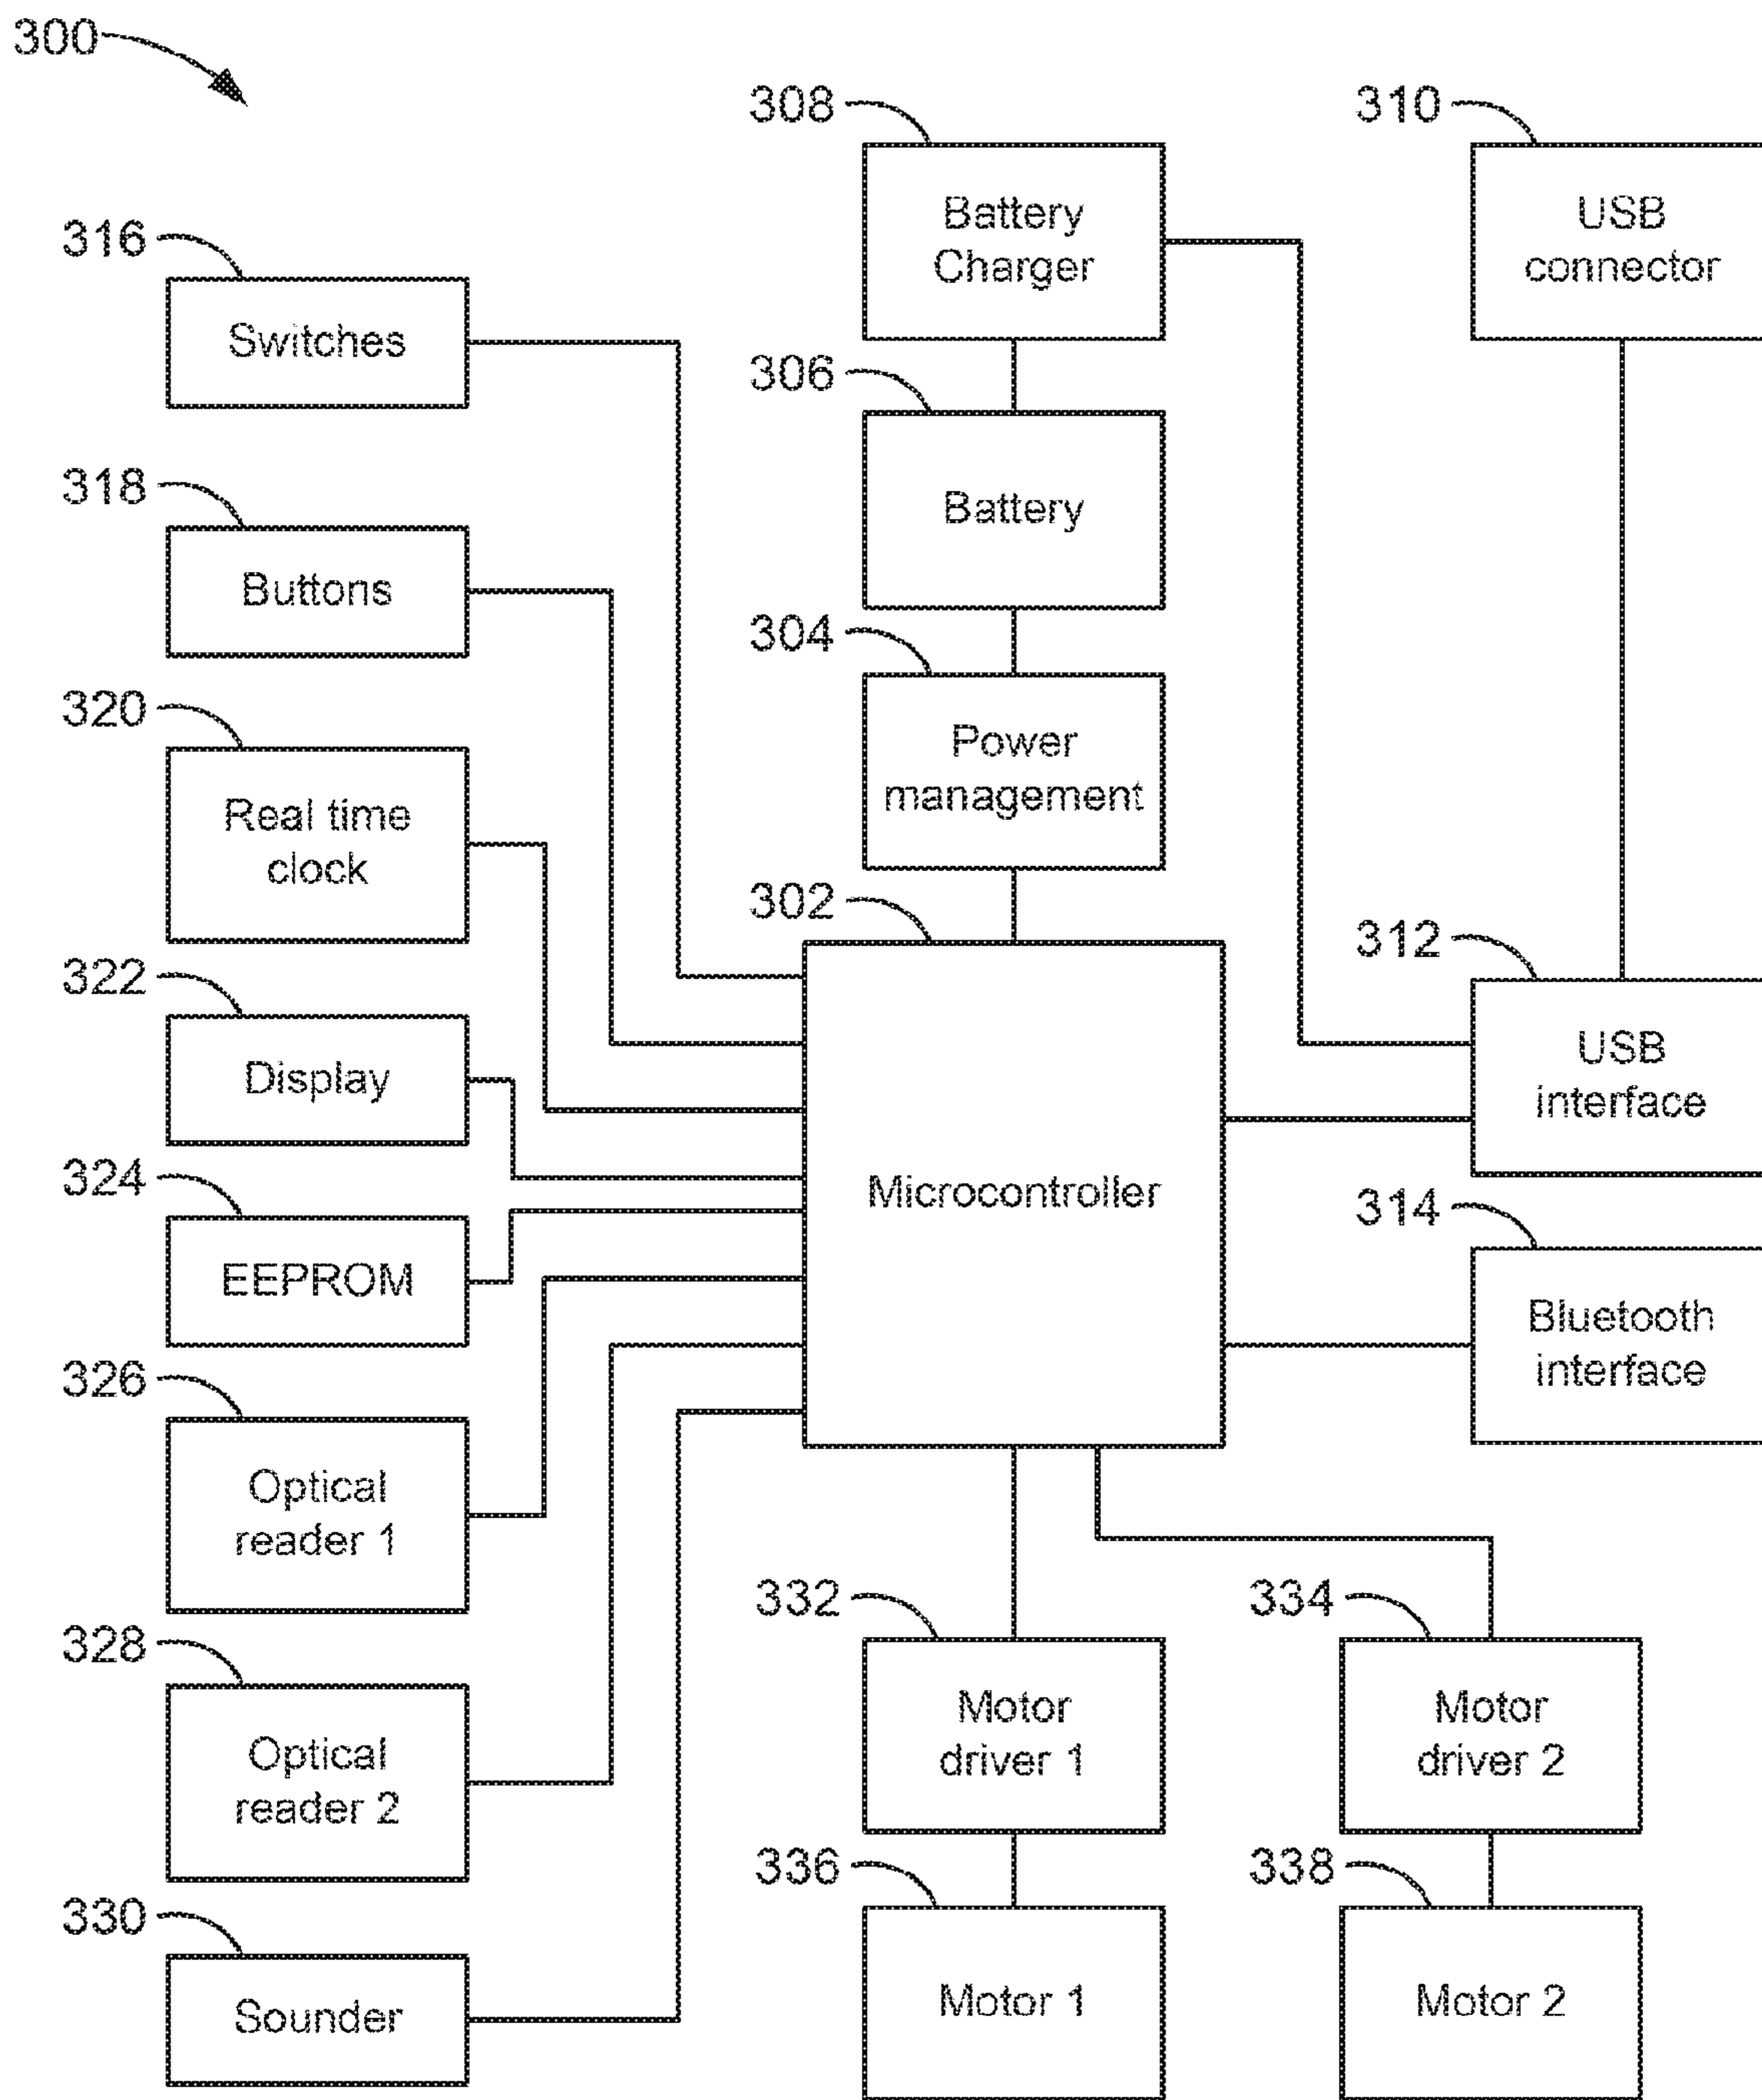 300
308
310
Battery
Charger
USB
connector
316
Switches
306
Battery
318
Buttons
304
Power
management
320
Real time
clock
302
Microcontroller
312
USB
interface
322
Display
324
EEPROM
314
Bluetooth
interface
326
Optical
reader 1
328
Optical
reader 2
332
Motor
driver 1
334
Motor
driver 2
330
Sounder
336
Motor 1
338
Motor 2